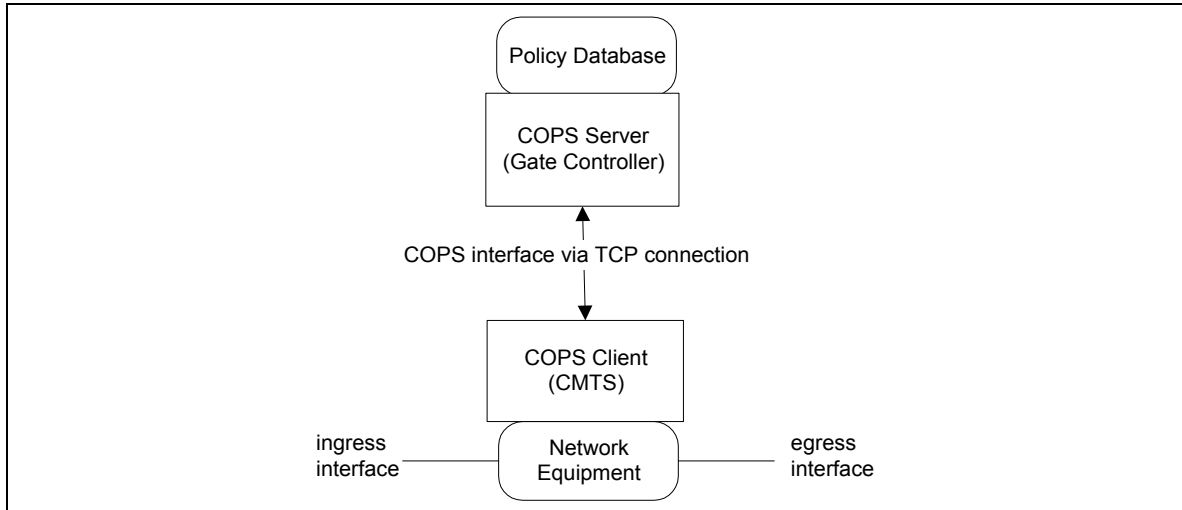 Policy Database
COPS Server
(Gate Controller)
COPS interface via TCP connection
COPS Client
(CMTS)
ingress
interface
Network
Equipment
egress
interface